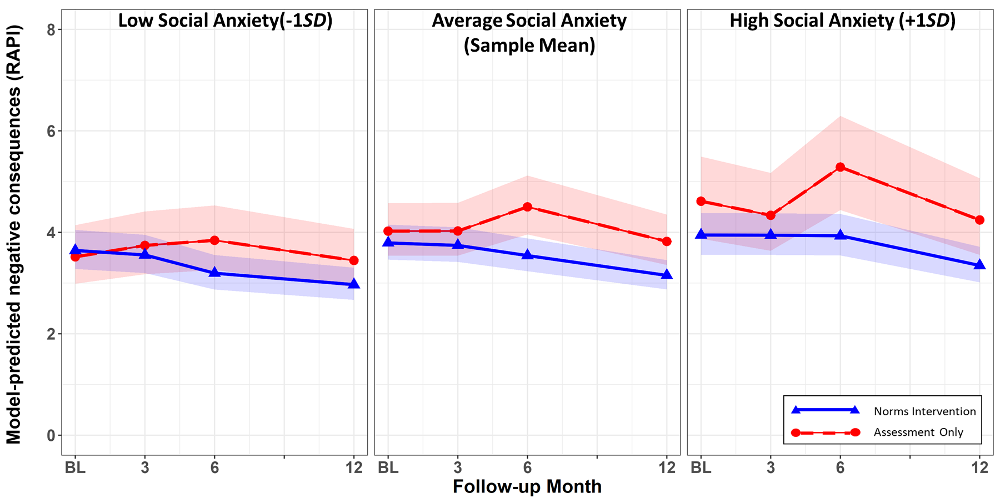 Low Social Anxiety(-1SD)
Average Social Anxiety
(Sample Mean)
High Social Anxiety (+1SD)
Model-predicted negative consequences (RAPI)
8
6
4
2
0
BL 3 6 12
BL 3 6 12
BL 3 6 12
Follow-up Month
Norms Intervention
Assessment Only